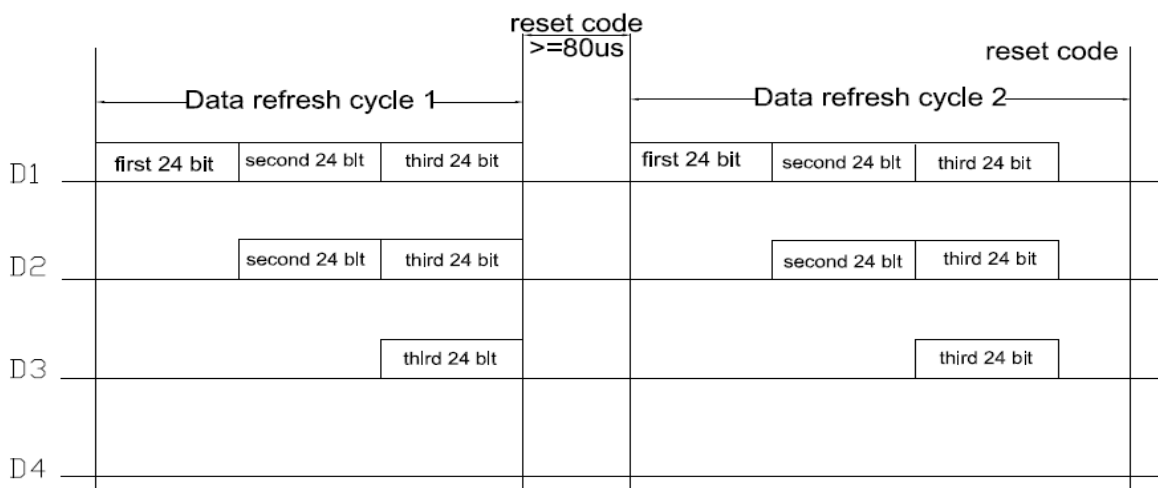 reset code
>=80us
reset code
Data refresh cycle 1
Data refresh cycle 2
D1 first 24 bit second 24 blt third 24 bit first 24 bit second 24 blt third 24 bit
D2 second 24 blt third 24 bit second 24 blt third 24 bit
D3 thlrd 24 blt third 24 bit
D4